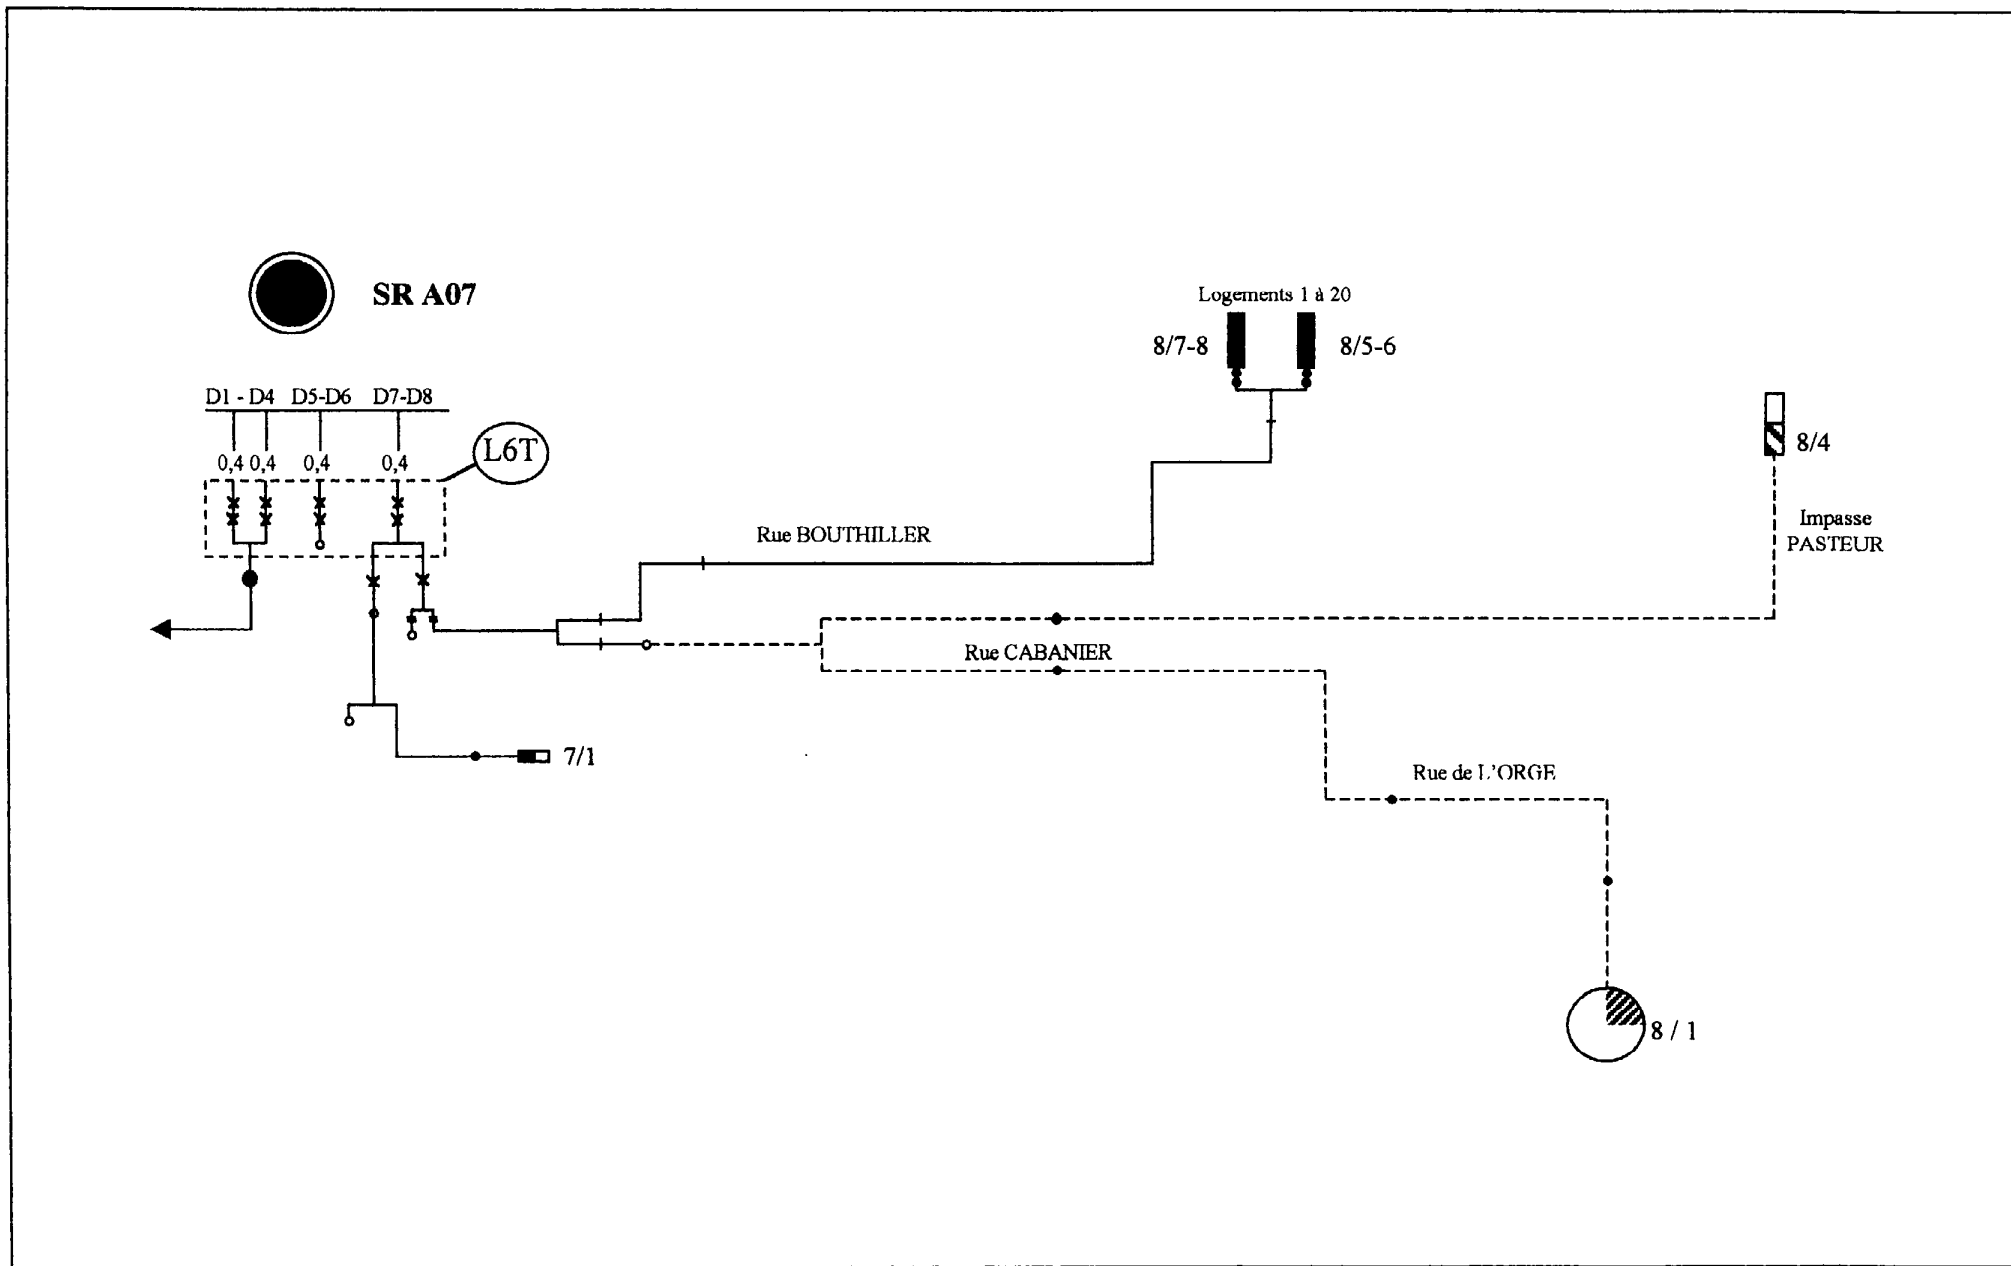 SR A07
Logements 1 à 20
8/7-8
8/5-6
D1 - D4 D5-D6 D7-D8
8/4
L6T
0,4 0,4 0,4 0,4
Impasse
PASTEUR
Rue BOUTHILLER
Rue CABANIER
7/1
Rue de L'ORGE
8 / 1